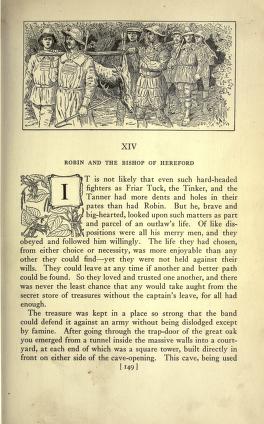 XIV
ROBIN AND THE BISHOP OF HEREFORD
IT is not likely that even such hard-headed
fighters as Friar Tuck, the Tinker, and the
Tanner had more dents and holes in their
pates than had Robin. But he, brave and
big-hearted, looked upon such matters as part
and parcel of an outlaw's life. Of like dis-
positions were all his merry men, and they
obeyed and followed him willingly. The life they had chosen,
from either choice or necessity, was more enjoyable than any
other they could find—yet they were not held against their
wills. They could leave at any time if another and better path
could be found. So they loved and trusted one another, and there
was never the least chance that any would take aught from the
secret store of treasures without the captain's leave, for all had
enough.
The treasure was kept in a place so strong that the band
could defend it against an army without being dislodged except
by famine. After going through the trap-door of the great oak
you emerged from a tunnel inside the massive walls into a court-
yard, at each end of which was a square tower, built directly in
front on either side of the cave-opening. This cave, being used
[149]